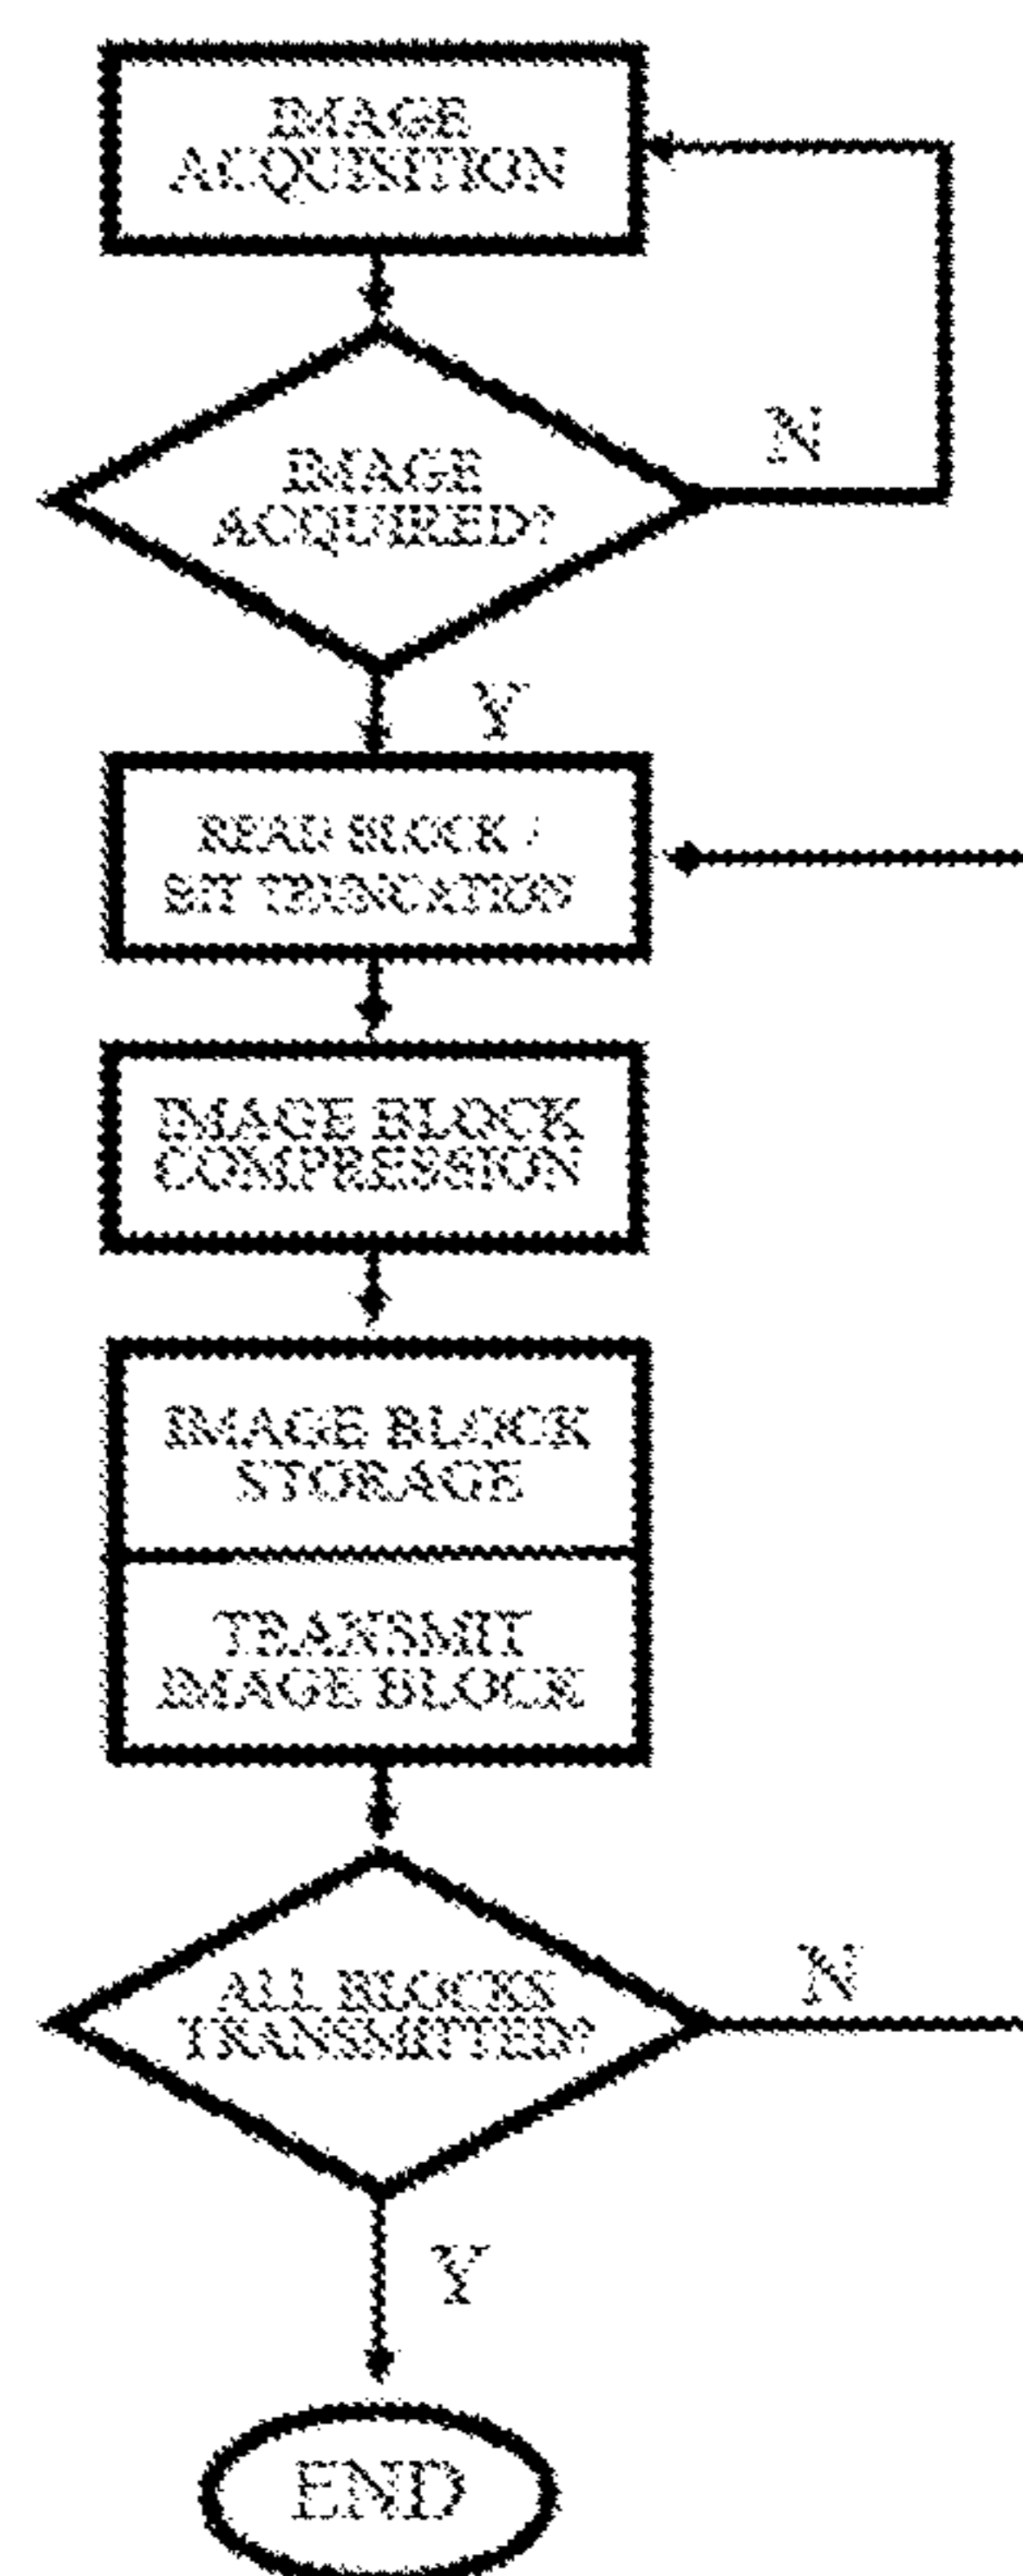 IMAGE
ACQUISITION
IMAGE
ACQUIRED?
N
Y
READ BLOCK /
BIT TRUNCATION
IMAGE BLOCK
COMPRESSION
IMAGE BLOCK
STORAGE
TRANSMIT
IMAGE BLOCK
ALL BLOCKS
TRANSMITTED?
N
Y
END